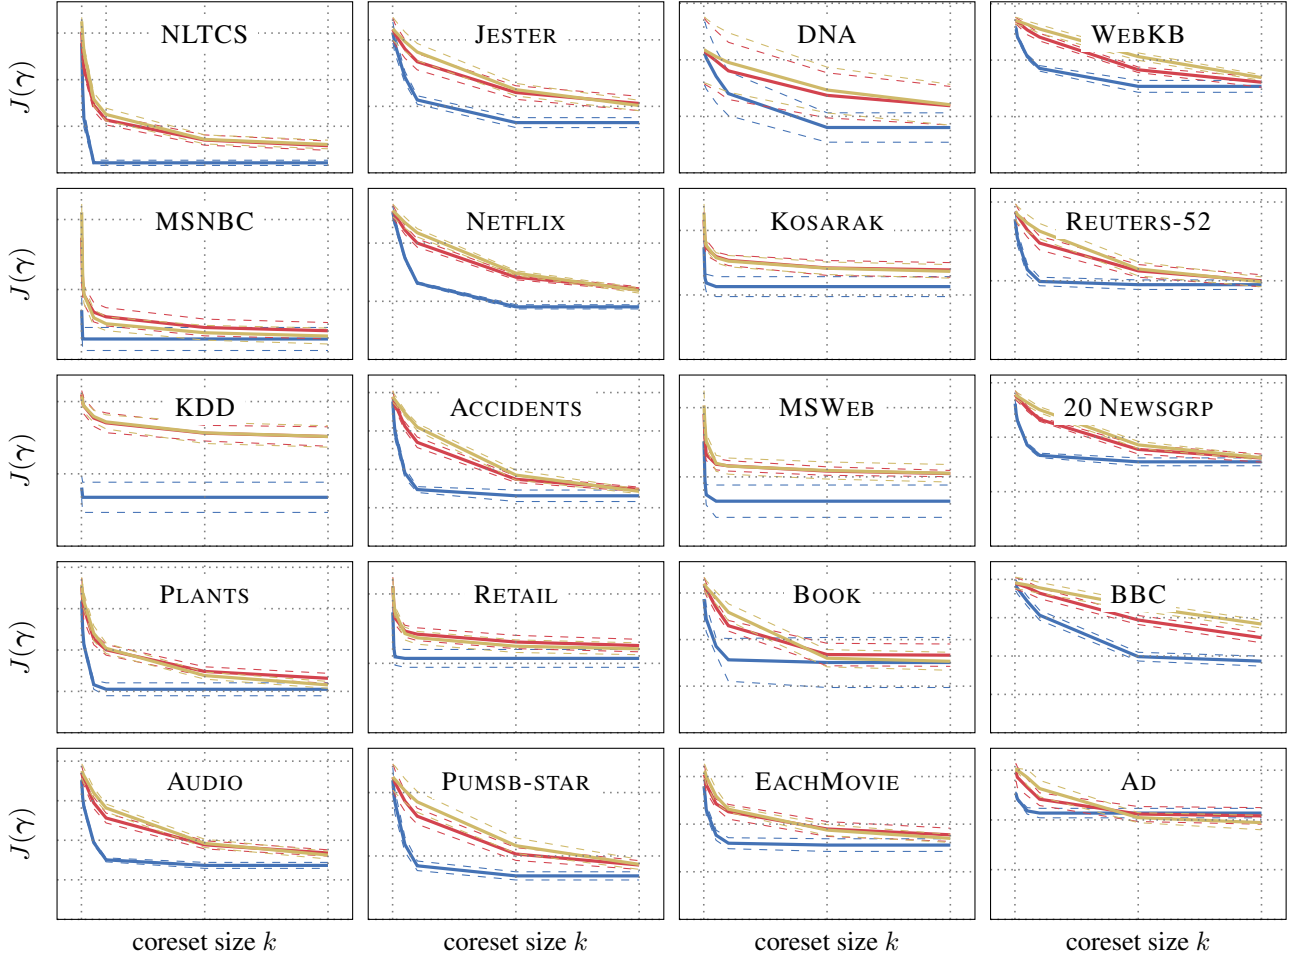 NLTCS JESTER DNA WEBKB
J(γ)
MSNBC NETFLIX KOSARAK REUTERS-52
J(γ)
KDD ACCIDENTS MSWEB 20 NEWSGRP
J(γ)
PLANTS RETAIL BOOK BBC
J(γ)
AUDIO PUMSB-STAR EACHMOVIE AD
J(γ)
coreset size k coreset size k coreset size k coreset size k